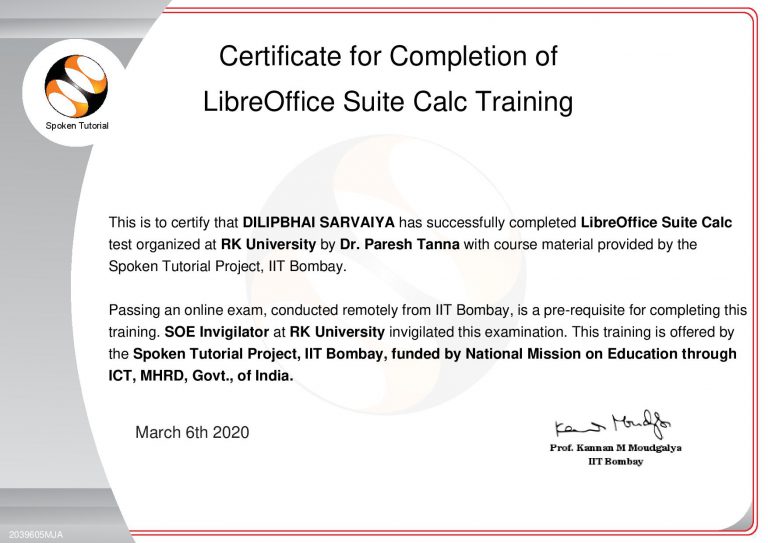 Certificate for Completion of
LibreOffice Suite Calc Training
Spoken Tutorial
This is to certify that DILIPBHAI SARVAIYA has successfully completed LibreOffice Suite Calc
test organized at RK University by Dr. Paresh Tanna with course material provided by the
Spoken Tutorial Project, IIT Bombay.
Passing an online exam, conducted remotely from IIT Bombay, is a pre-requisite for completing this
training. SOE Invigilator at RK University invigilated this examination. This training is offered by
the Spoken Tutorial Project, IIT Bombay, funded by National Mission on Education through
ICT, MHRD, Govt., of India.
March 6th 2020
Prof. Kannan M Moudgalya
IIT Bombay
2039605MJA